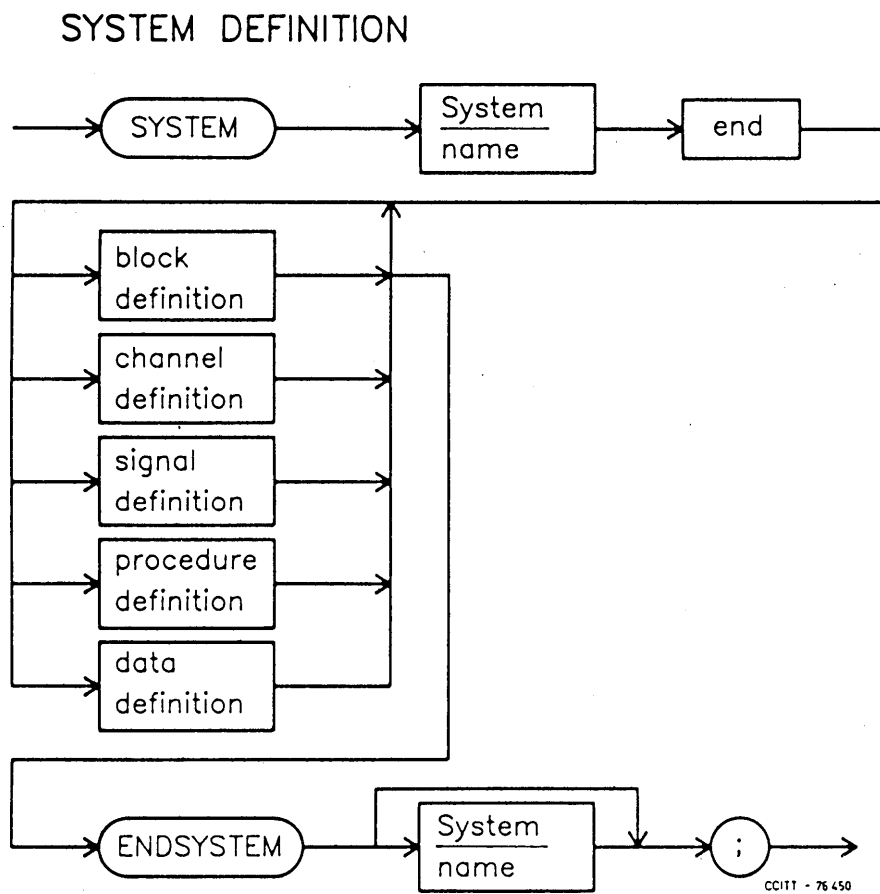 SYSTEM DEFINITION
SYSTEM
System
name
end
block
definition
channel
definition
signal
definition
procedure
definition
data
definition
ENDSYSTEM
System
name
;
CCITT - 76 450